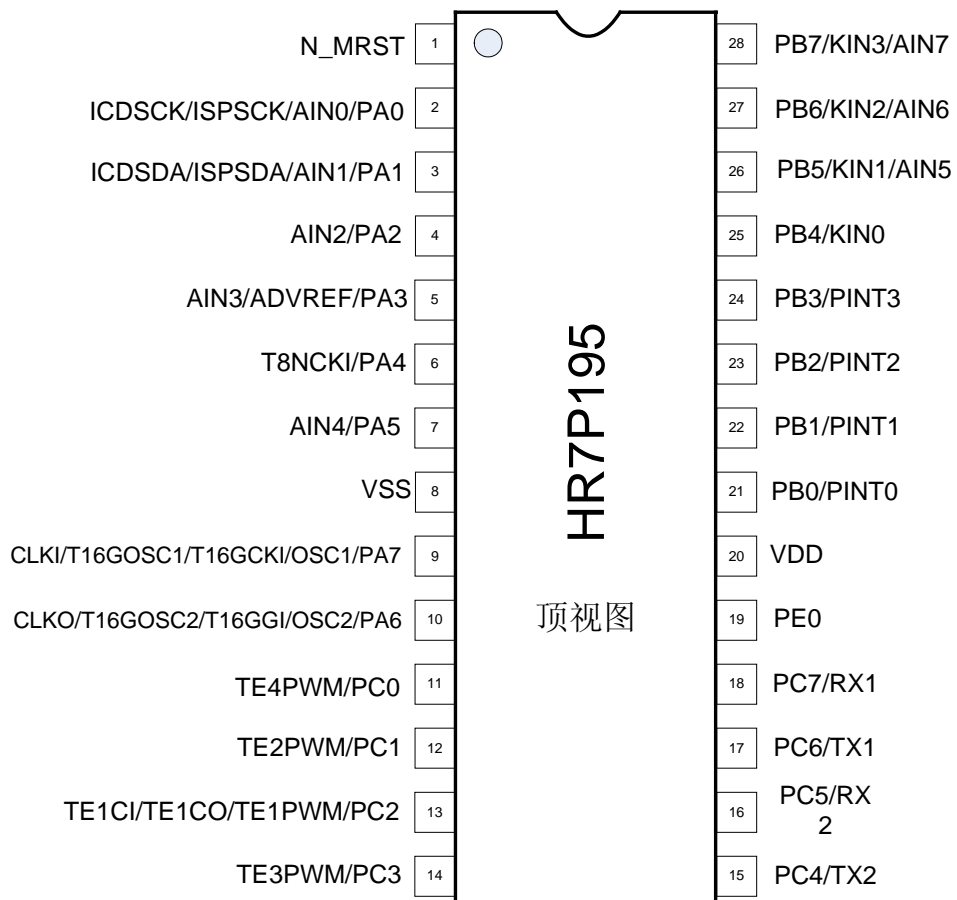 N_MRST 1 28 PB7/KIN3/AIN7
ICDSCK/ISPSCK/AIN0/PA0 2 27 PB6/KIN2/AIN6
ICDSDA/ISPSDA/AIN1/PA1 3 26 PB5/KIN1/AIN5
AIN2/PA2 4 25 PB4/KIN0
AIN3/ADVREF/PA3 5 24 PB3/PINT3
T8NCKI/PA4 6 23 PB2/PINT2
AIN4/PA5 7 22 PB1/PINT1
VSS 8 21 PB0/PINT0
CLKI/T16GOSC1/T16GCKI/OSC1/PA7 9 20 VDD
CLKO/T16GOSC2/T16GGI/OSC2/PA6 10 19 PE0
TE4PWM/PC0 11 18 PC7/RX1
TE2PWM/PC1 12 17 PC6/TX1
TE1CI/TE1CO/TE1PWM/PC2 13 16 PC5/RX
2
TE3PWM/PC3 14 15 PC4/TX2
HR7P195
顶视图